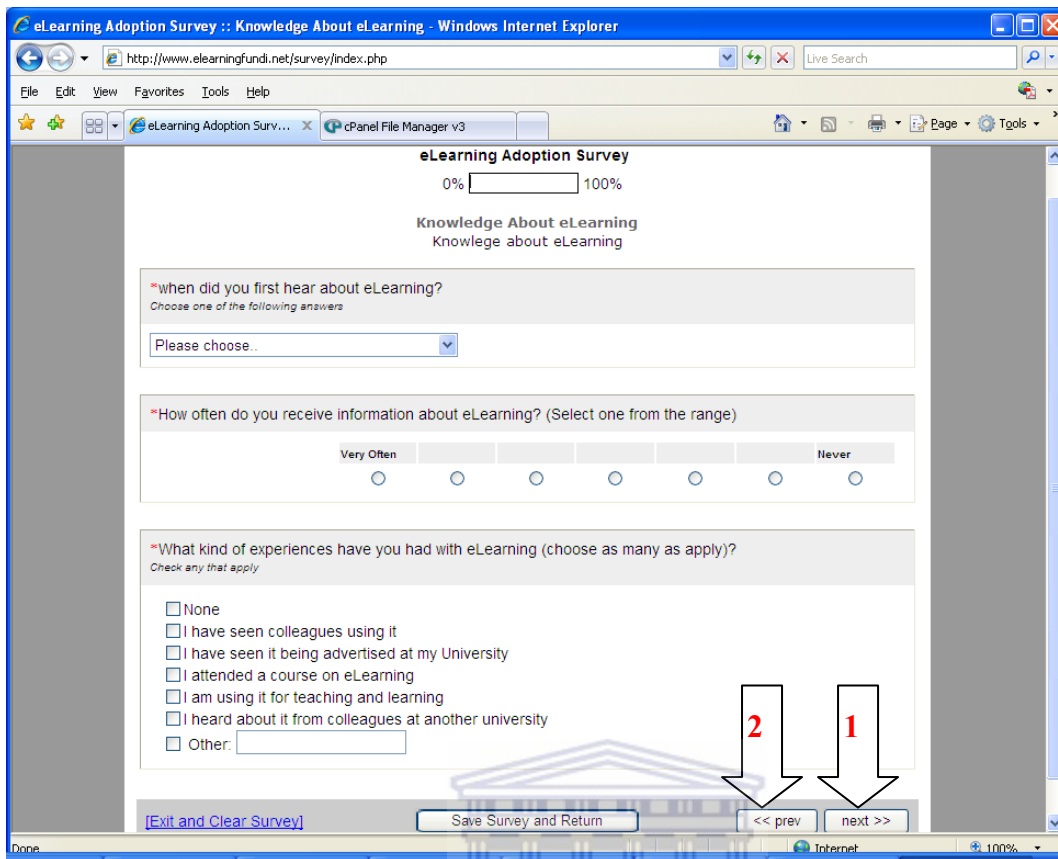 eLearning Adoption Survey :: Knowledge About eLearning - Windows Internet Explorer
http://www.elearningfundi.net/survey/index.php
Live Search
File Edit View Favorites Tools Help
eLearning Adoption Surv... X cPanel File Manager v3 Page Tools
eLearning Adoption Survey
0% 100%
Knowledge About eLearning
Knowlege about eLearning
*when did you first hear about eLearning?
Choose one of the following answers
Please choose..
*How often do you receive information about eLearning? (Select one from the range)
Very Often Never
*What kind of experiences have you had with eLearning (choose as many as apply)?
Check any that apply
None
I have seen colleagues using it
I have seen it being advertised at my University
I attended a course on eLearning
I am using it for teaching and learning
I heard about it from colleagues at another university
Other:
2 1
[Exit and Clear Survey] Save Survey and Return << prev next >>
Done Internet 100%